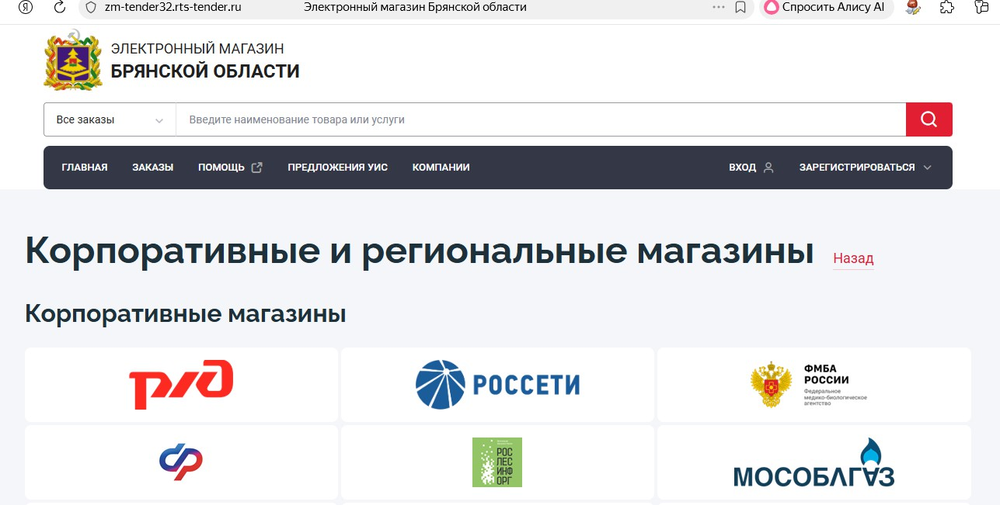 Я
zm-tender32.rts-tender.ru Электронный магазин Брянской области Спросить Алису AI
ЭЛЕКТРОННЫЙ МАГАЗИН
БРЯНСКОЙ ОБЛАСТИ
Все заказы Введите наименование товара или услуги
ГЛАВНАЯ ЗАКАЗЫ ПОМОЩЬ ПРЕДЛОЖЕНИЯ УИС КОМПАНИИ ВХОД ЗАРЕГИСТРИРОВАТЬСЯ
Корпоративные и региональные магазины Назад
Корпоративные магазины
ржд
РОССЕТИ
ФМБА
РОССИИ
Федеральное
медико-биологическое
агентство
РОС
ЛЕС
ИНФ
ОРГ
МОСОБЛГАЗ